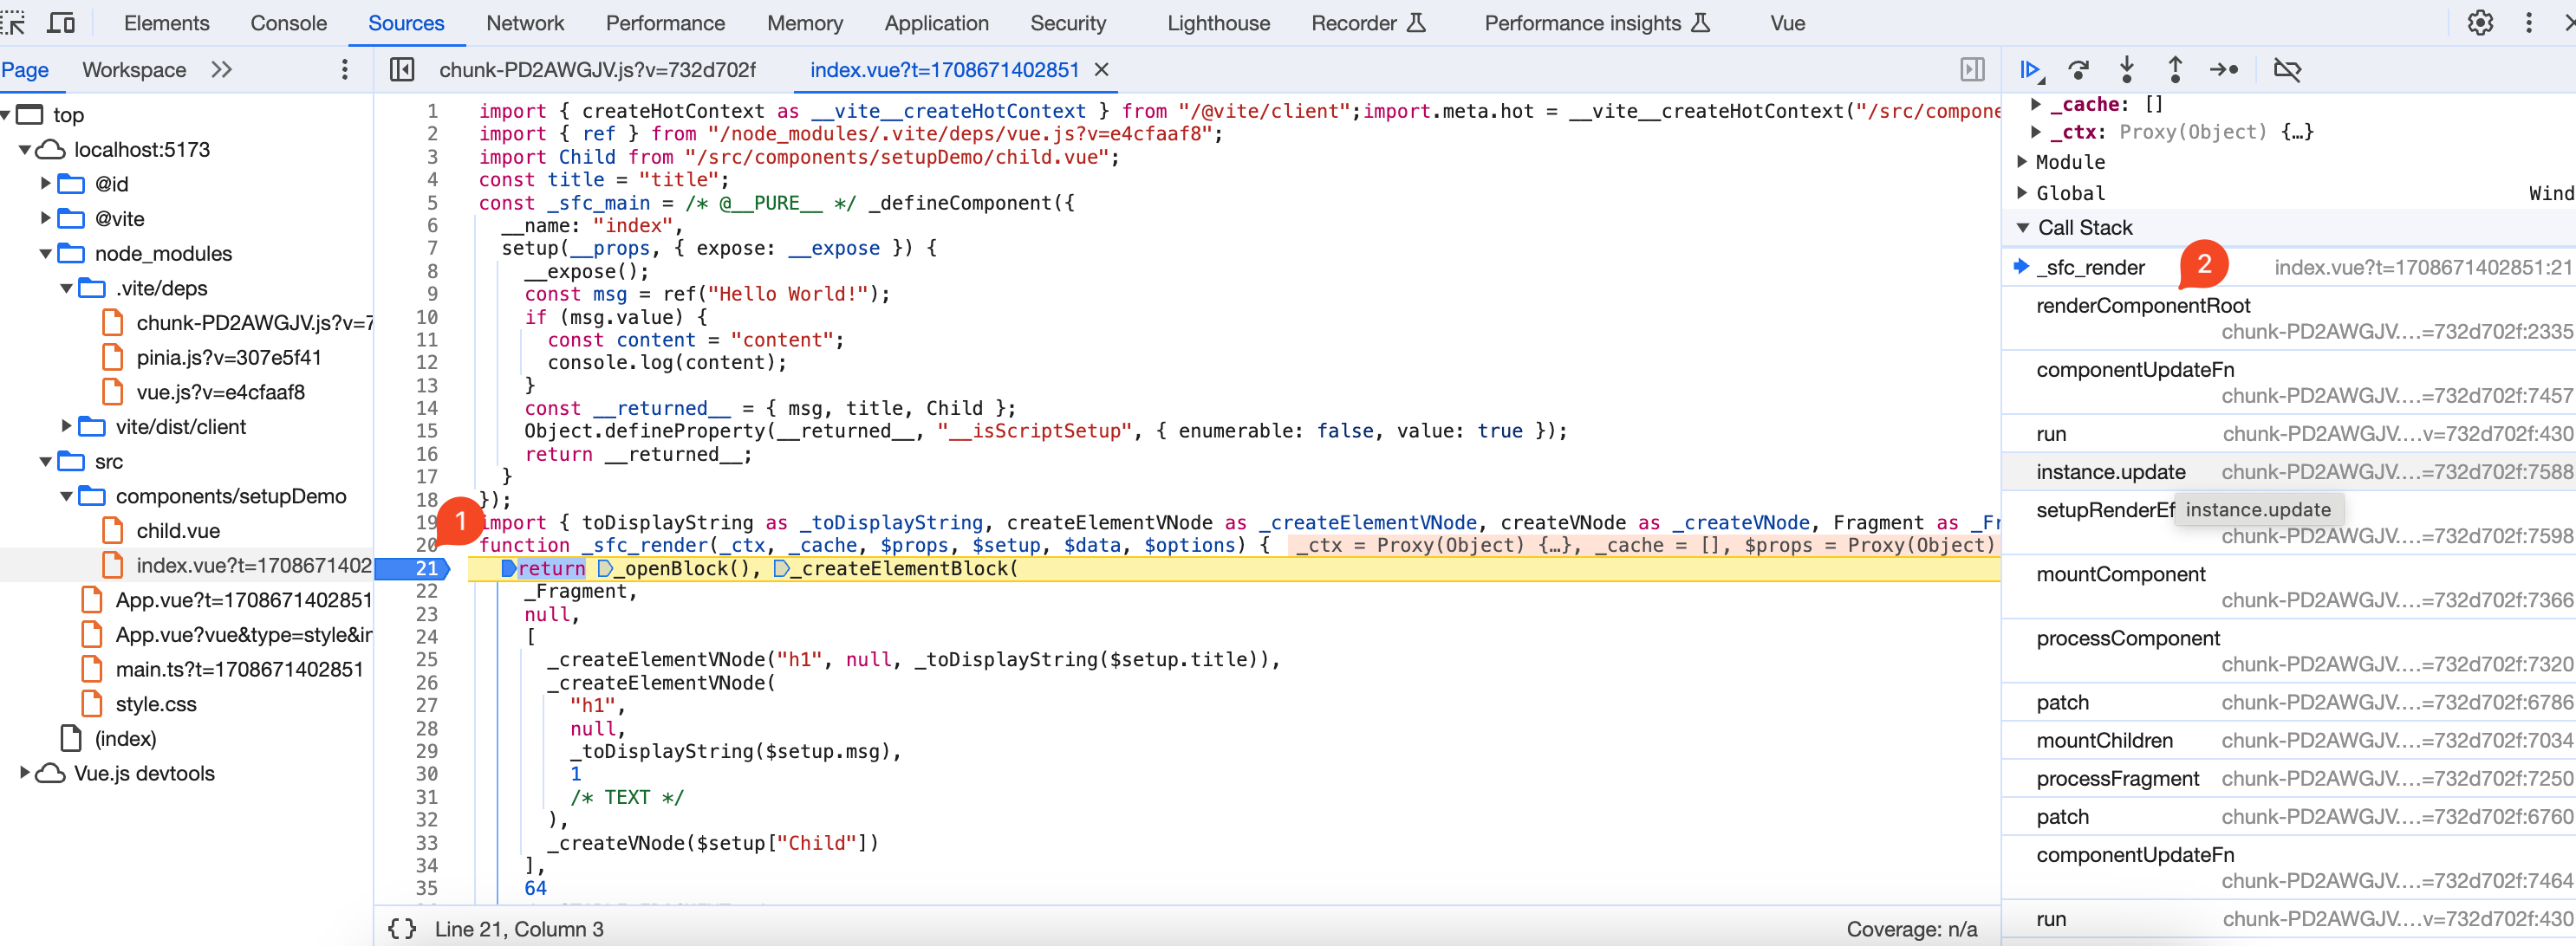 Elements Console Sources Network Performance Memory Application Security Lighthouse Recorder Performance insights Vue
Page Workspace
top
localhost:5173
@id
@vite
node_modules
.vite/deps
chunk-PD2AWGJV.js?v=7
pinia.js?v=307e5f41
vue.js?v=e4cfaaf8
vite/dist/client
src
components/setupDemo
child.vue
index.vue?t=1708671402
App.vue?t=1708671402851
App.vue?vue&type=style&ir
main.ts?t=1708671402851
style.css
(index)
Vue.js devtools
chunk-PD2AWGJV.js?v=732d702f index.vue?t=1708671402851
1 import { createHotContext as __vite__createHotContext } from "/@vite/client";import.meta.hot = __vite__createHotContext("/src/compone
2 import { ref } from "/node_modules/.vite/deps/vue.js?v=e4cfaaf8";
3 import Child from "/src/components/setupDemo/child.vue";
4 const title = "title";
5 const _sfc_main = /* @__PURE__ */ _defineComponent({
6 __name: "index",
7 setup(__props, { expose: __expose }) {
8 __expose();
9 const msg = ref("Hello World!");
10 if (msg.value) {
11 const content = "content";
12 console.log(content);
13 }
14 const __returned__ = { msg, title, Child };
15 Object.defineProperty(__returned__, "__isScriptSetup", { enumerable: false, value: true });
16 return __returned__;
17 }
18 });
19 import { toDisplayString as _toDisplayString, createElementVNode as _createElementVNode, createVNode as _createVNode, Fragment as _Fr
1
20 function _sfc_render(_ctx, _cache, $props, $setup, $data, $options) { _ctx = Proxy(Object) {…}, _cache = [], $props = Proxy(Object)
21 return _openBlock(), _createElementBlock(
22 _Fragment,
23 null,
24 [
25 _createElementVNode("h1", null, _toDisplayString($setup.title)),
26 _createElementVNode(
27 "h1",
28 null,
29 _toDisplayString($setup.msg),
30 1
31 /* TEXT */
32 ),
33 _createVNode($setup["Child"])
34 ],
35 64
{} Line 21, Column 3 Coverage: n/a
_cache: []
_ctx: Proxy(Object) {…}
Module
Global Wind
Call Stack
2
_sfc_render index.vue?t=1708671402851:21
renderComponentRoot
chunk-PD2AWGJV.…=732d702f:2335
componentUpdateFn
chunk-PD2AWGJV.…=732d702f:7457
run chunk-PD2AWGJV.…v=732d702f:430
instance.update chunk-PD2AWGJV.…=732d702f:7588
setupRenderEf instance.update
chunk-PD2AWGJV.…=732d702f:7598
mountComponent
chunk-PD2AWGJV.…=732d702f:7366
processComponent
chunk-PD2AWGJV.…=732d702f:7320
patch chunk-PD2AWGJV.…=732d702f:6786
mountChildren chunk-PD2AWGJV.…=732d702f:7034
processFragment chunk-PD2AWGJV.…=732d702f:7250
patch chunk-PD2AWGJV.…=732d702f:6760
componentUpdateFn
chunk-PD2AWGJV.…=732d702f:7464
run chunk-PD2AWGJV.…v=732d702f:430